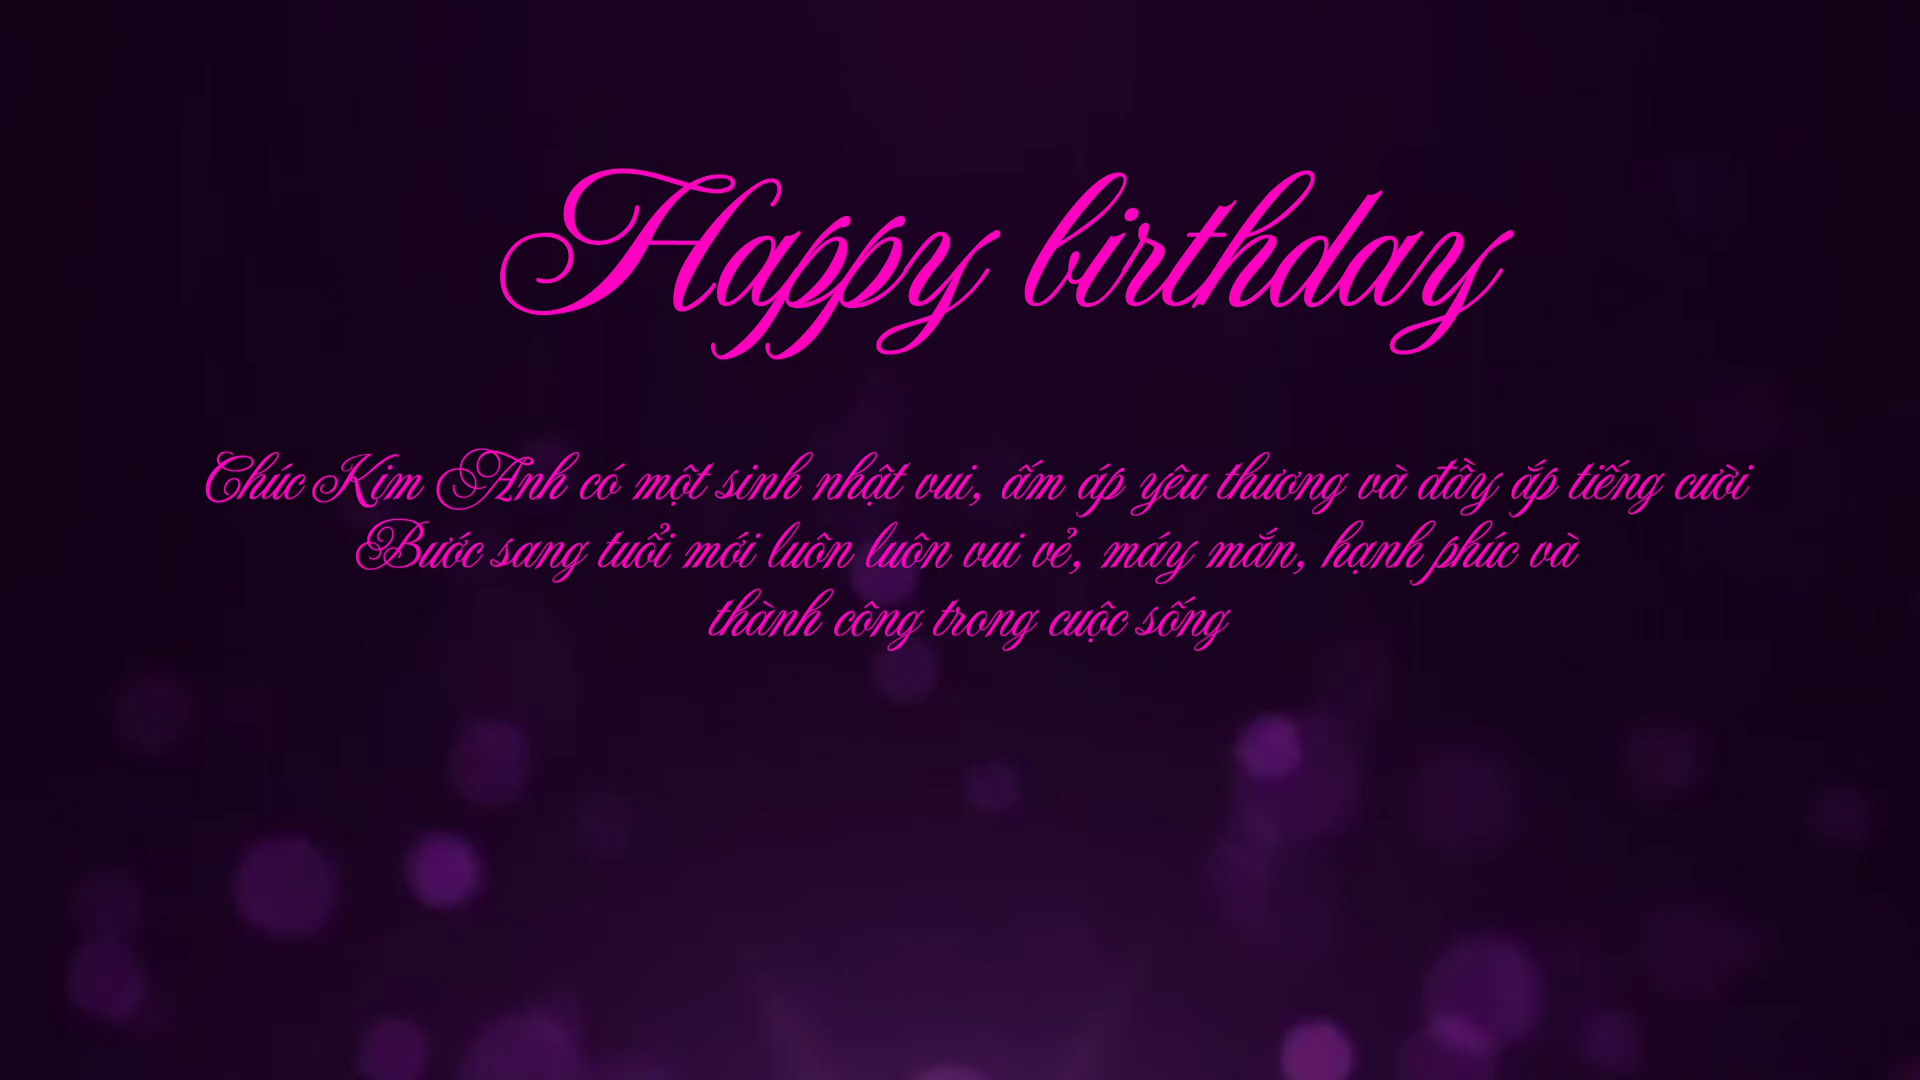 Happy birthday
Chúc Kim Anh có một sinh nhật vui, ấm áp yêu thương và đầy ắp tiếng cười
Bước sang tuổi mới luôn luôn vui vẻ, máy mắn, hạnh phúc và
thành công trong cuộc sống